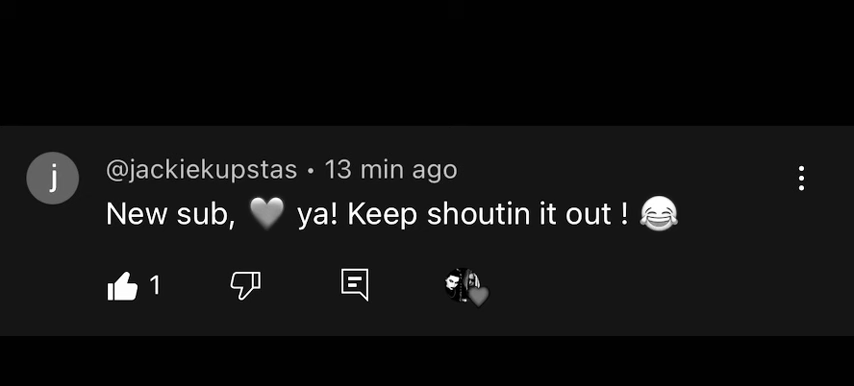 j
@jackiekupstas • 13 min ago
New sub, 🩶 ya! Keep shoutin it out ! 😂
1